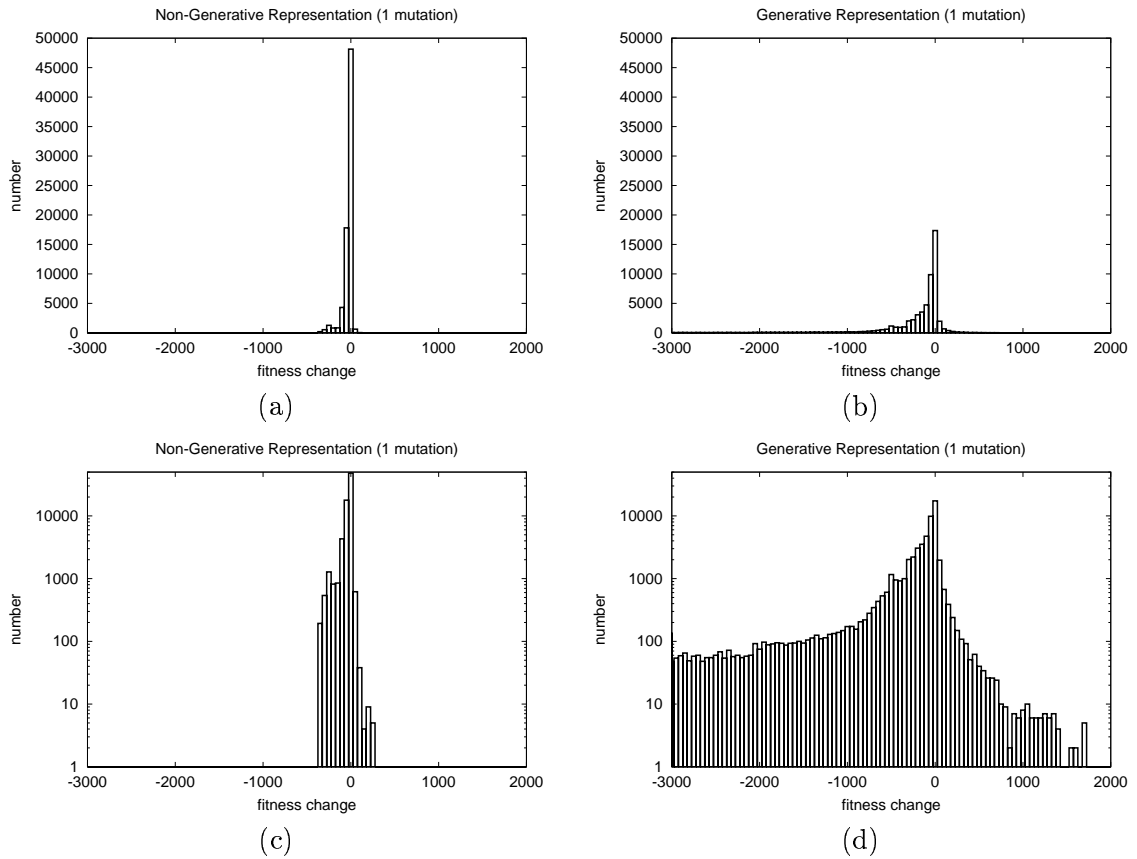 Non-Generative Representation (1 mutation)
50000
45000
40000
35000
30000
25000
20000
15000
10000
5000
0
number
-3000 -2000 -1000 0 1000 2000
fitness change
(a)
Generative Representation (1 mutation)
50000
45000
40000
35000
30000
25000
20000
15000
10000
5000
0
number
-3000 -2000 -1000 0 1000 2000
fitness change
(b)
Non-Generative Representation (1 mutation)
10000
1000
100
10
1
number
-3000 -2000 -1000 0 1000 2000
fitness change
(c)
Generative Representation (1 mutation)
10000
1000
100
10
1
number
-3000 -2000 -1000 0 1000 2000
fitness change
(d)